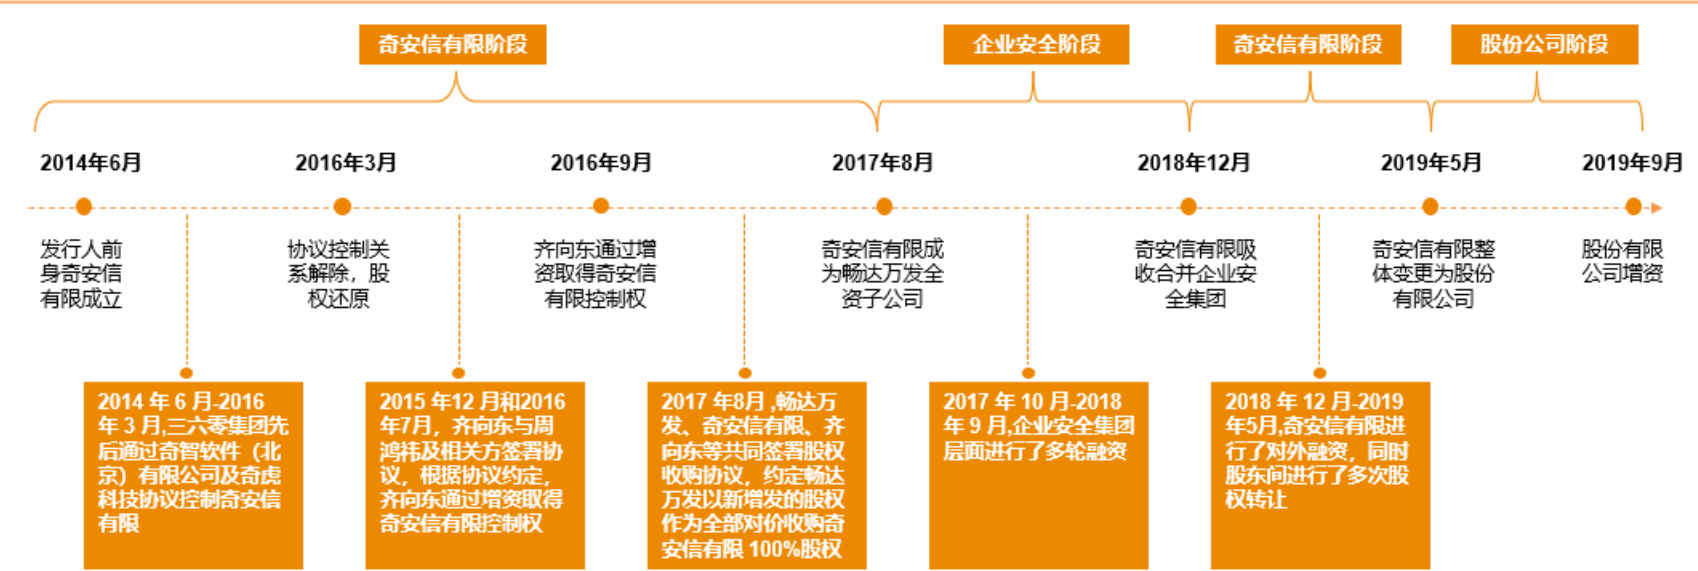 奇安信有限阶段
企业安全阶段
奇安信有限阶段
股份公司阶段
2014年6月
2016年3月
2016年9月
2017年8月
2018年12月
2019年5月
2019年9月
发行人前
身奇安信
有限成立
协议控制关
系解除，股
权还原
齐向东通过增
资取得奇安信
有限控制权
奇安信有限成
为畅达万发全
资子公司
奇安信有限吸
收合并企业安
全集团
奇安信有限整
体变更为股份
有限公司
股份有限
公司增资
2014 年 6 月-2016
年 3 月,三六零集团先
后通过奇智软件（北
京）有限公司及奇虎
科技协议控制奇安信
有限
2015 年12 月和2016
年7月，齐向东与周
鸿祎及相关方签署协
议，根据协议约定，
齐向东通过增资取得
奇安信有限控制权
2017 年8月 ,畅达万
发、奇安信有限、齐
向东等共同签署股权
收购协议，约定畅达
万发以新增发的股权
作为全部对价收购奇
安信有限 100%股权
2017 年 10 月-2018
年 9 月,企业安全集团
层面进行了多轮融资
2018 年 12 月-2019
年5月,奇安信有限进
行了对外融资，同时
股东间进行了多次股
权转让